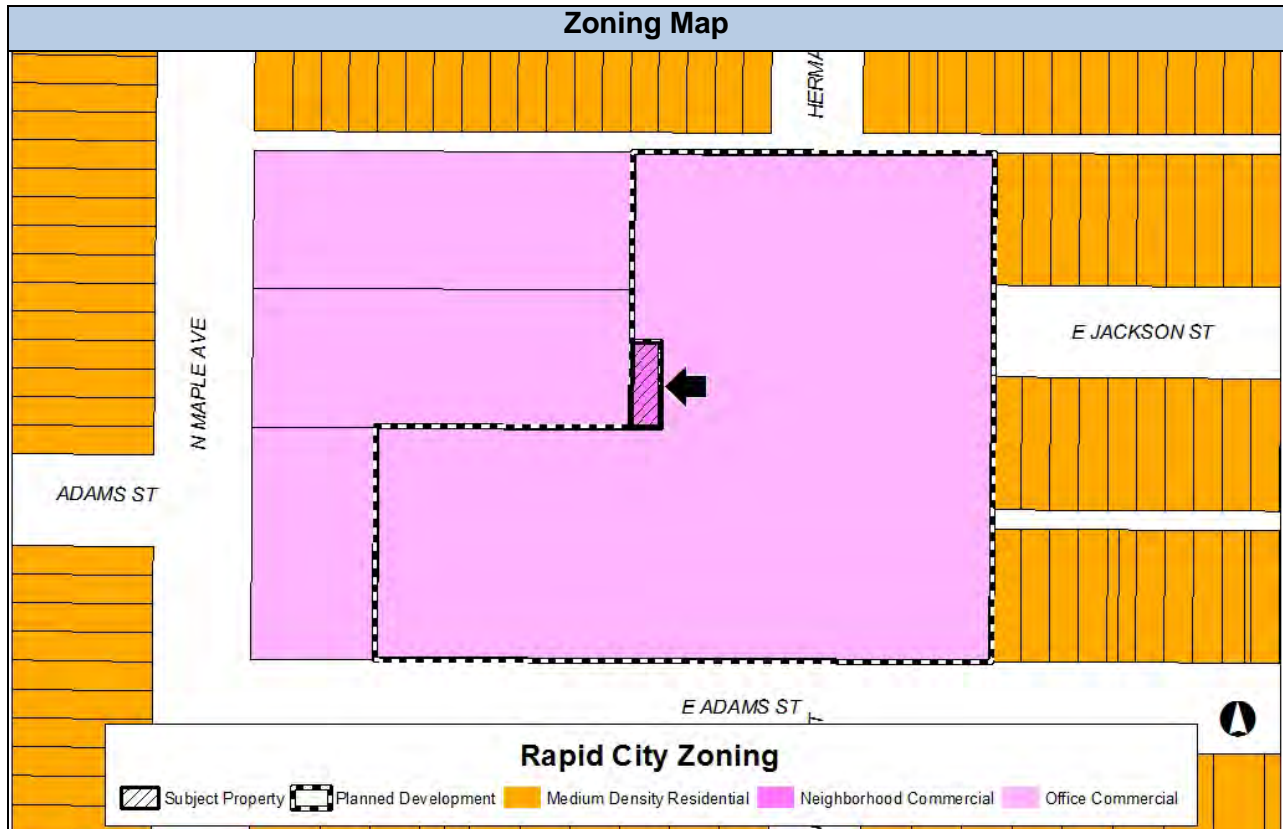 Zoning Map
HERMA
E JACKSON ST
N MAPLE AVE
ADAMS ST
E ADAMS ST
Rapid City Zoning
Subject Property Planned Development Medium Density Residential Neighborhood Commercial Office Commercial